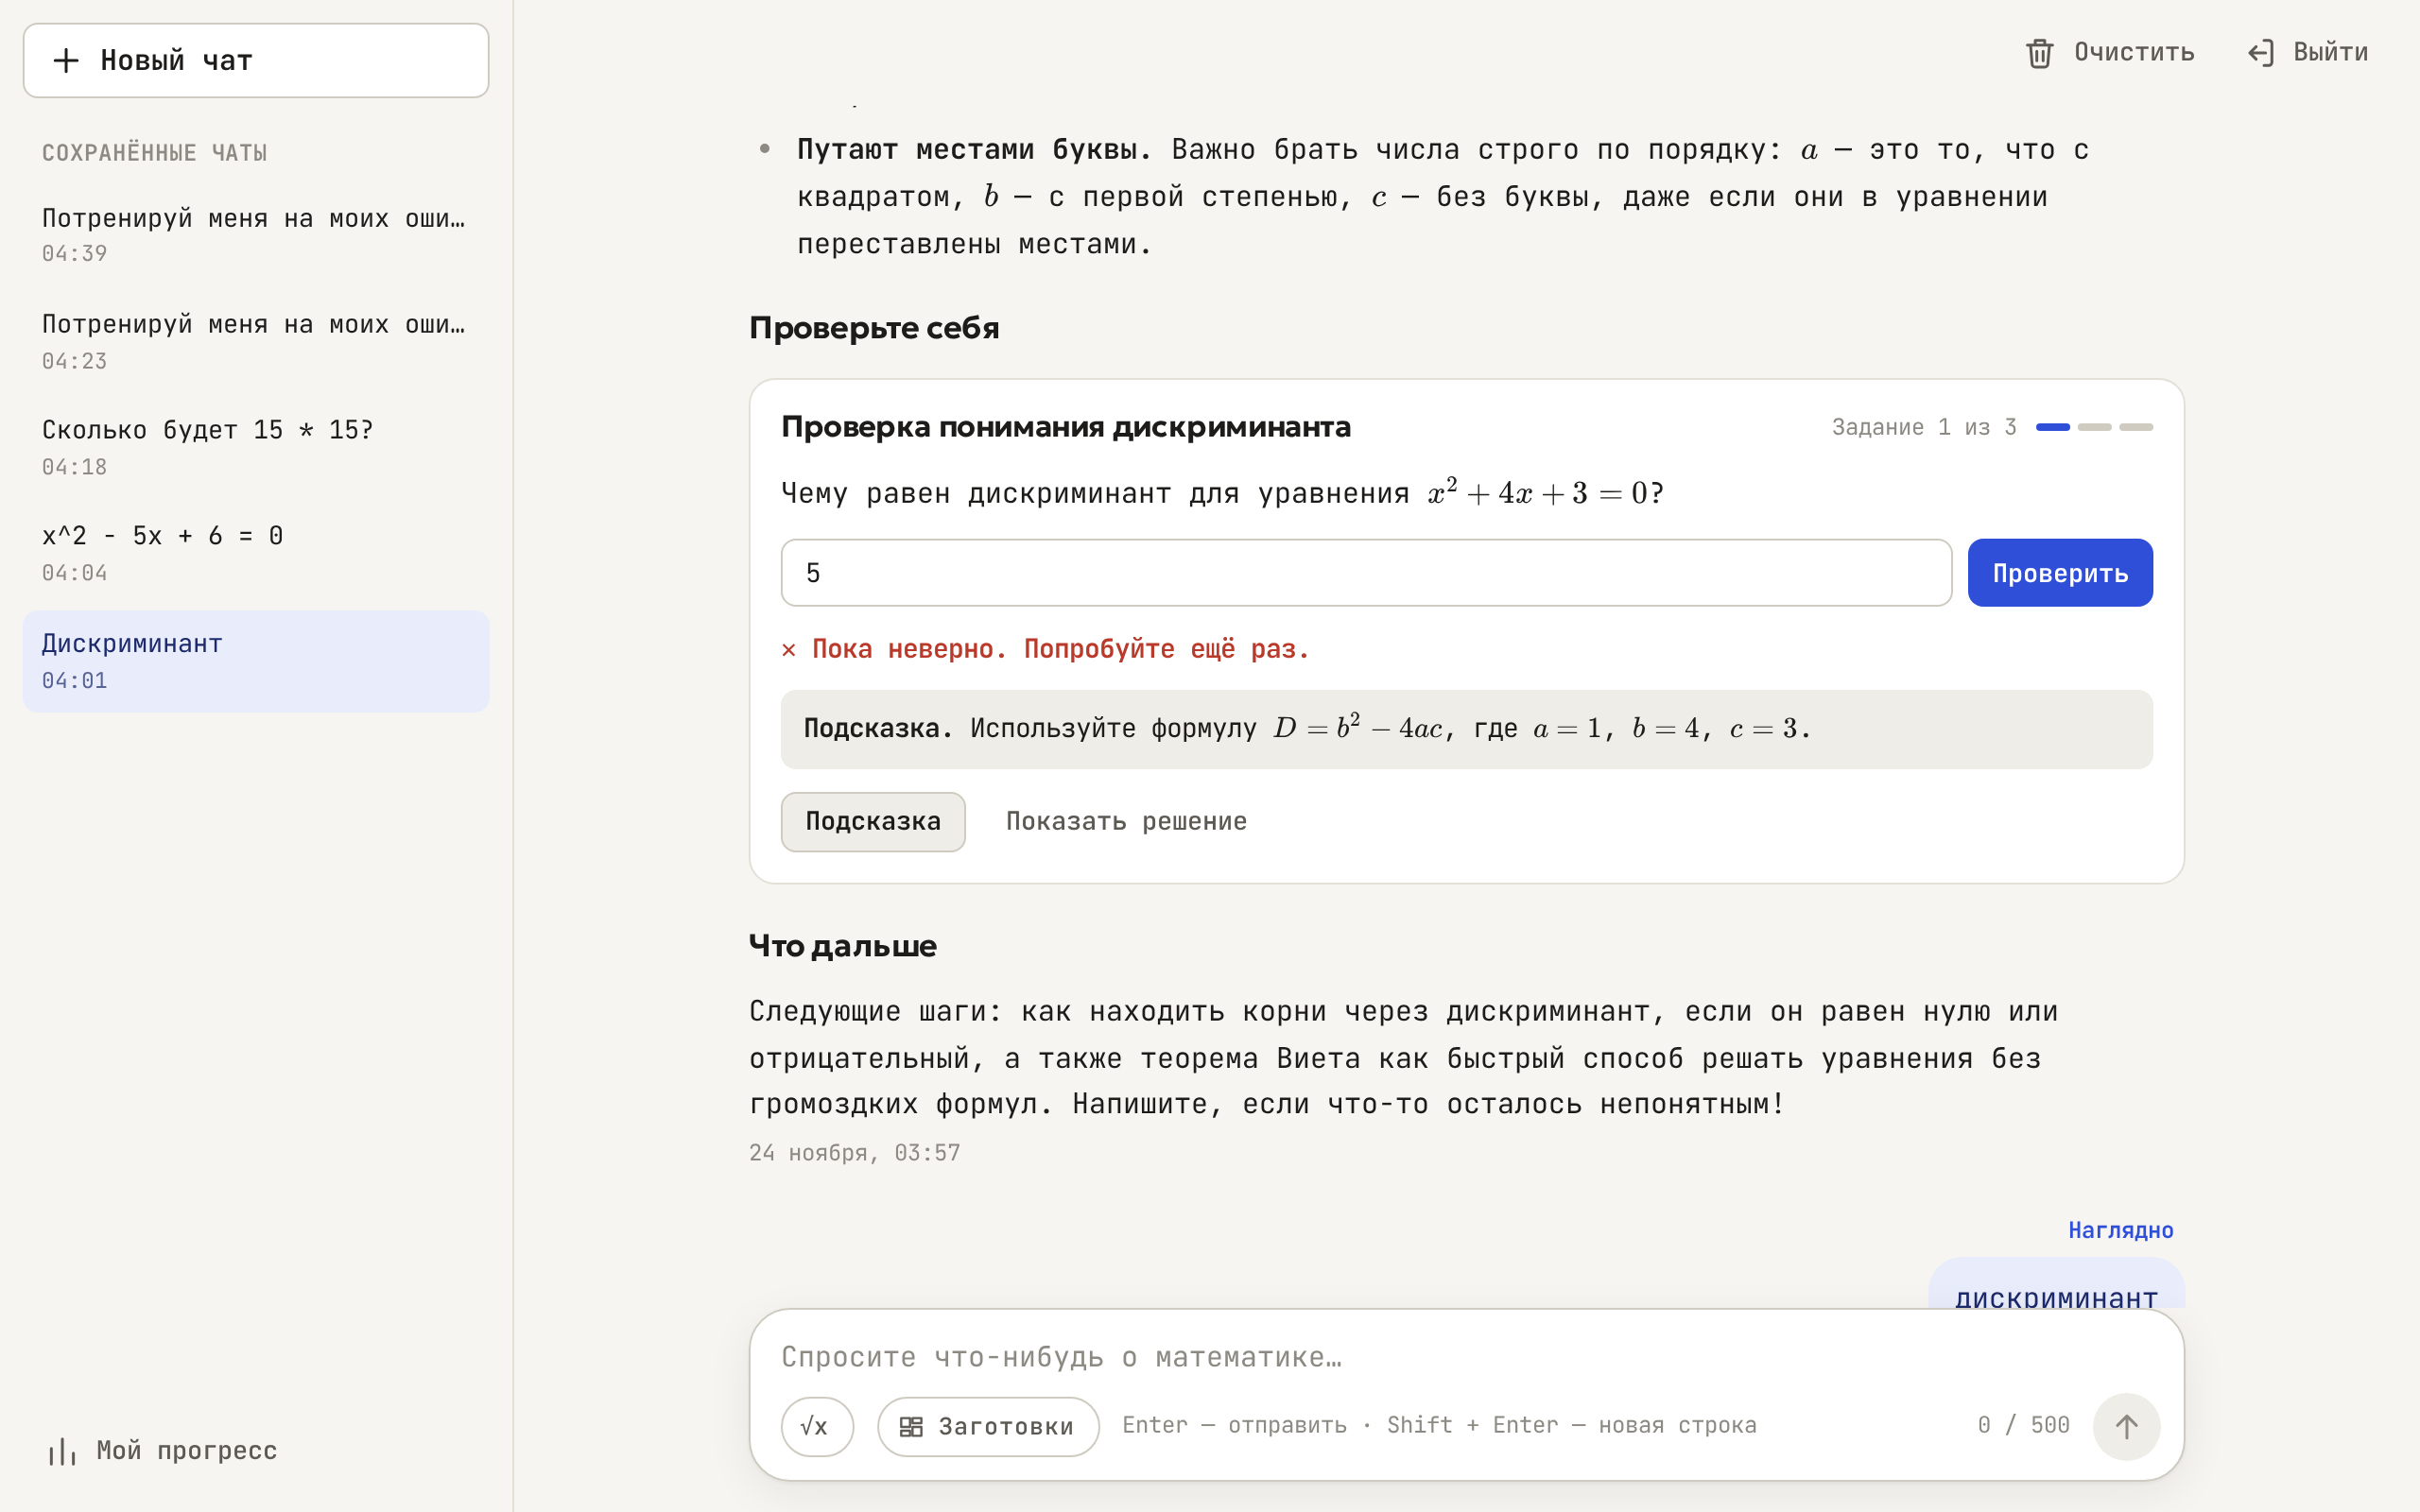 Новый чат
СОХРАНЁННЫЕ ЧАТЫ
Потренируй меня на моих оши…
04:39
Потренируй меня на моих оши…
04:23
Сколько будет 15 * 15?
04:18
x^2 - 5x + 6 = 0
04:04
Дискриминант
04:01
Мой прогресс
Очистить
Выйти
Путают местами буквы. Важно брать числа строго по порядку: a — это то, что с
квадратом, b — с первой степенью, c — без буквы, даже если они в уравнении
переставлены местами.
Проверьте себя
Проверка понимания дискриминанта
Задание 1 из 3
Чему равен дискриминант для уравнения x² + 4x + 3 = 0?
5
Проверить
× Пока неверно. Попробуйте ещё раз.
Подсказка. Используйте формулу D = b² − 4ac, где a = 1, b = 4, c = 3.
Подсказка
Показать решение
Что дальше
Следующие шаги: как находить корни через дискриминант, если он равен нулю или
отрицательный, а также теорема Виета как быстрый способ решать уравнения без
громоздких формул. Напишите, если что-то осталось непонятным!
24 ноября, 03:57
Наглядно
дискриминант
Спросите что-нибудь о математике…
√x
Заготовки
Enter — отправить · Shift + Enter — новая строка
0 / 500